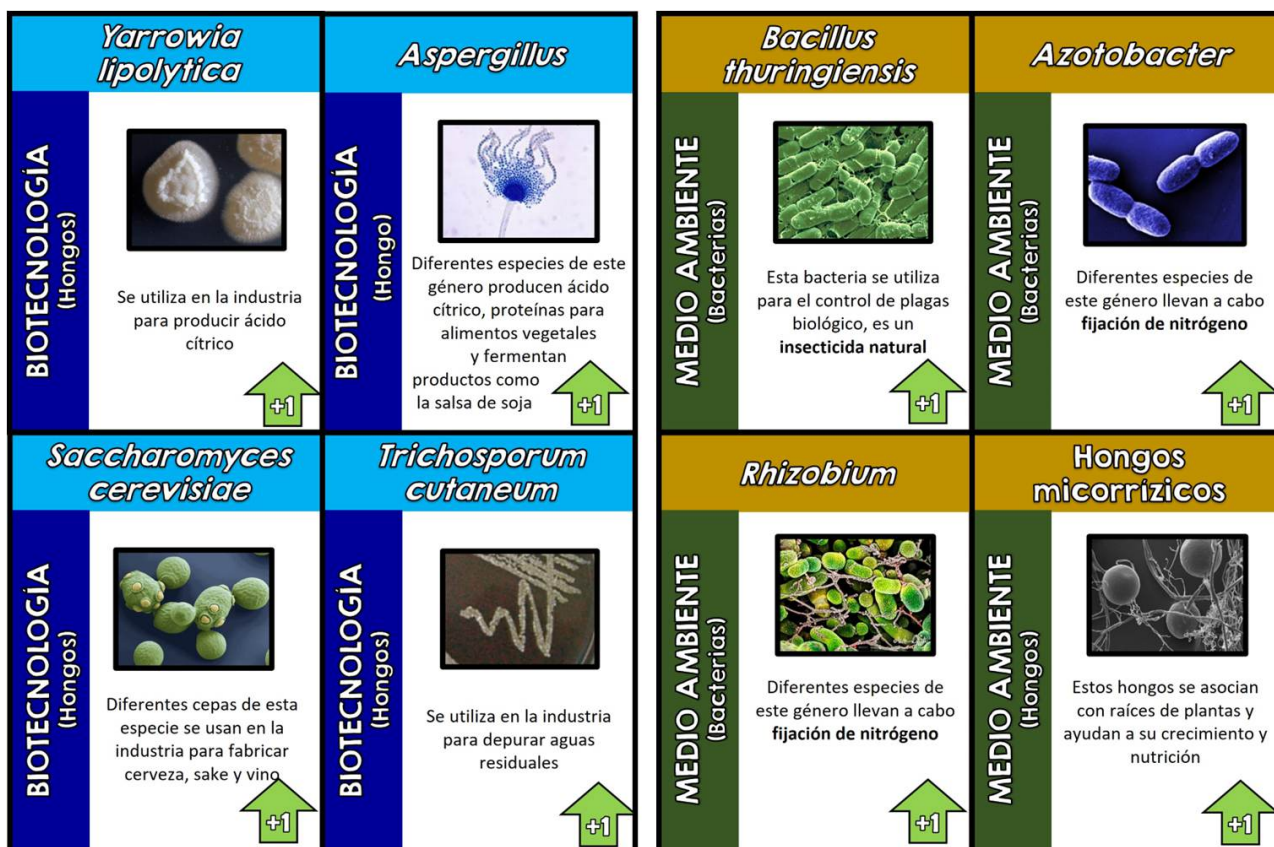 Yarrowia
lipolytica
BIOTECNOLOGÍA
(Hongos)
Se utiliza en la industria
para producir ácido
cítrico
+1
Aspergillus
BIOTECNOLOGÍA
(Hongo)
Diferentes especies de este
género producen ácido
cítrico, proteínas para
alimentos vegetales
y fermentan
productos como
la salsa de soja
+1
Bacillus
thuringiensis
MEDIO AMBIENTE
(Bacterias)
Esta bacteria se utiliza
para el control de plagas
biológico, es un
insecticida natural
+1
Azotobacter
MEDIO AMBIENTE
(Bacterias)
Diferentes especies de
este género llevan a cabo
fijación de nitrógeno
+1
Saccharomyces
cerevisiae
BIOTECNOLOGÍA
(Hongos)
Diferentes cepas de esta
especie se usan en la
industria para fabricar
cerveza, sake y vino
+1
Trichosporum
cutaneum
BIOTECNOLOGÍA
(Hongos)
Se utiliza en la industria
para depurar aguas
residuales
+1
Rhizobium
MEDIO AMBIENTE
(Bacterias)
Diferentes especies de
este género llevan a cabo
fijación de nitrógeno
+1
Hongos
micorrízicos
MEDIO AMBIENTE
(Hongos)
Estos hongos se asocian
con raíces de plantas y
ayudan a su crecimiento y
nutrición
+1